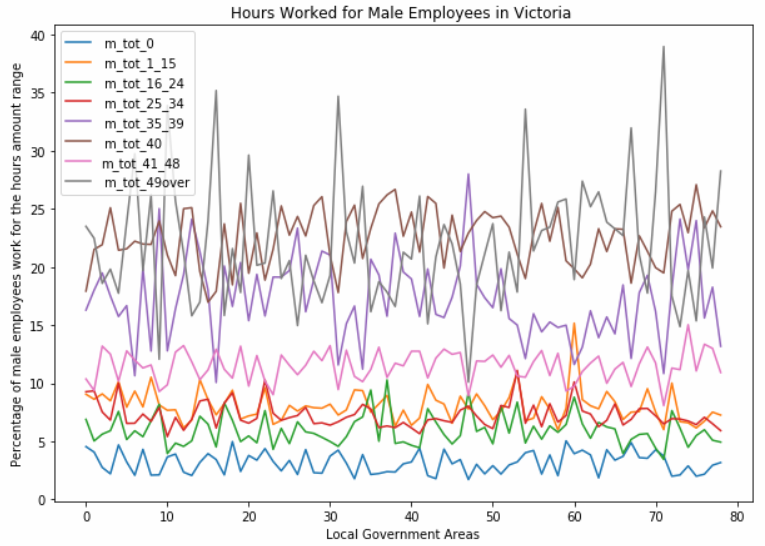 Hours Worked for Male Employees in Victoria
Percentage of male employees work for the hours amount range
40
35
30
25
20
15
10
5
0
m_tot_0
m_tot_1_15
m_tot_16_24
m_tot_25_34
m_tot_35_39
m_tot_40
m_tot_41_48
m_tot_49over
0
10
20
30
40
50
60
70
80
Local Government Areas